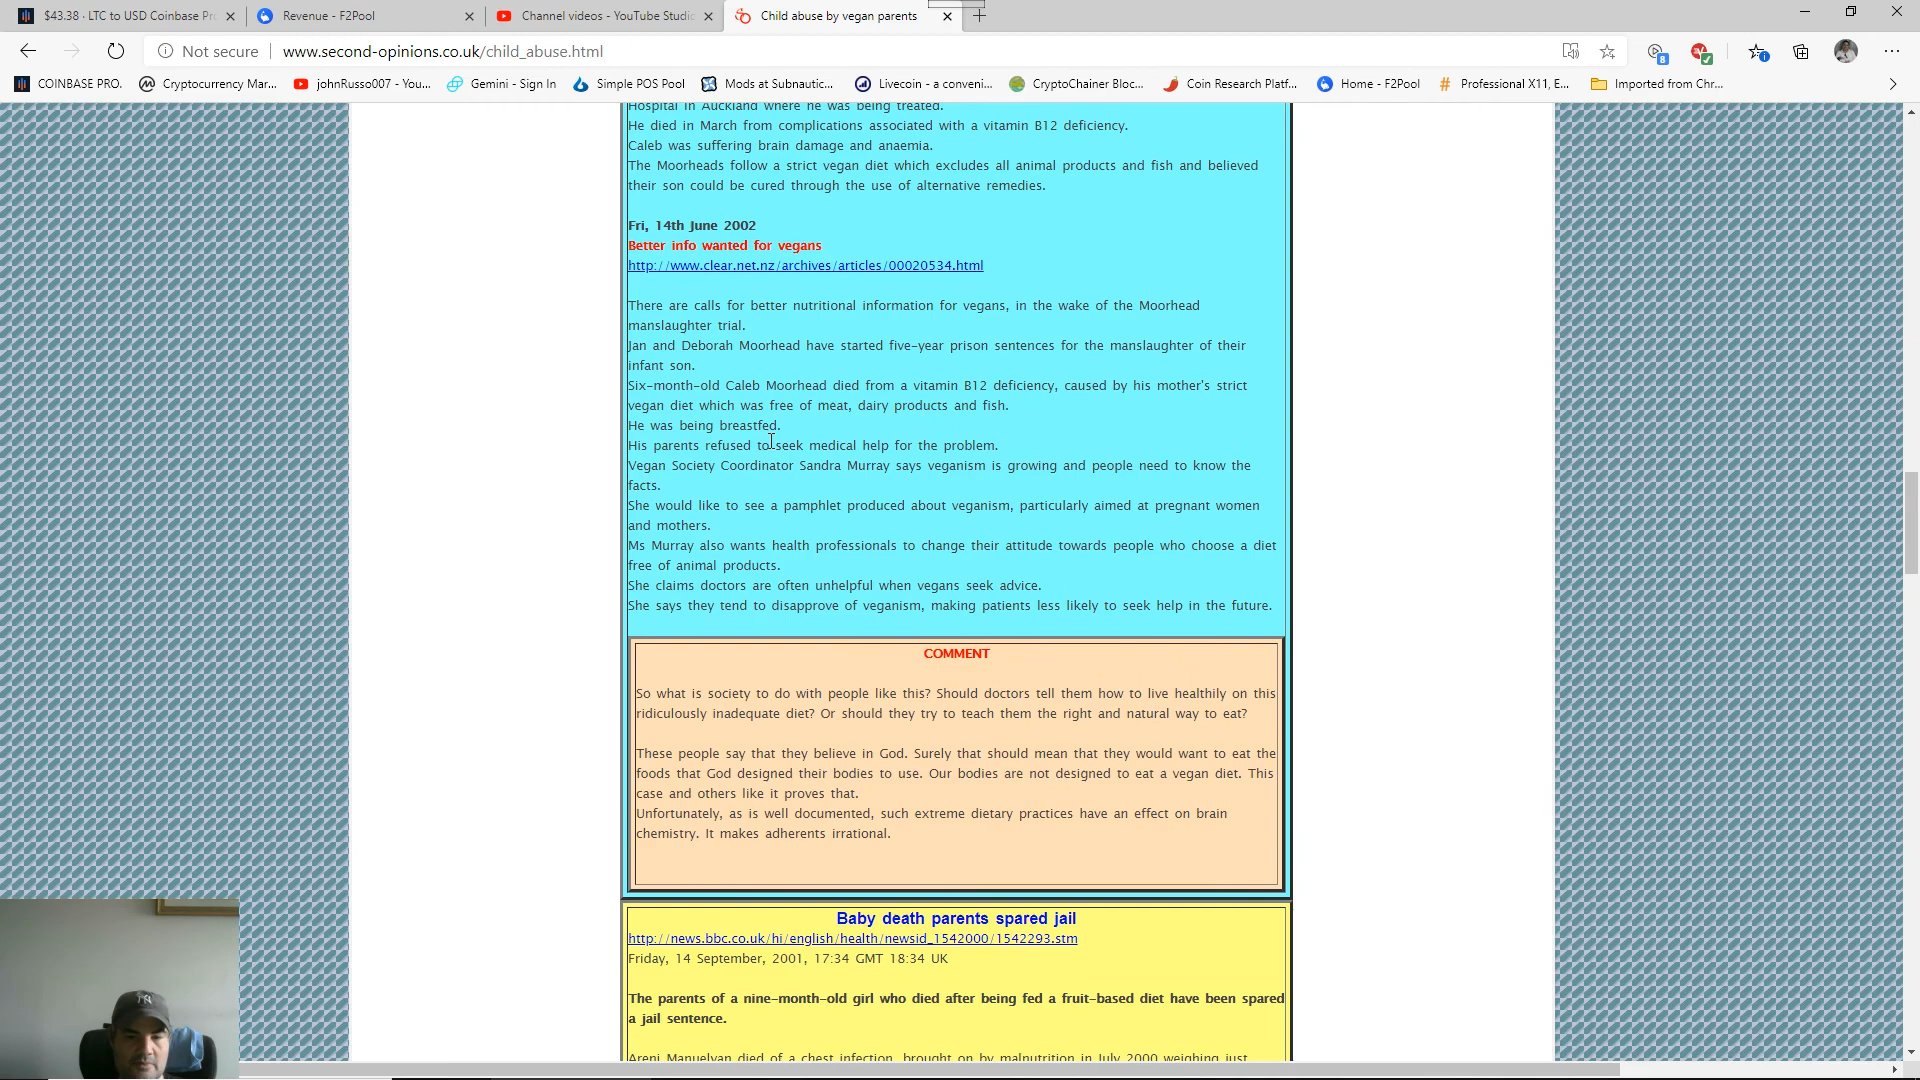 $43.38 · LTC to USD Coinbase Pr
Revenue - F2Pool
Channel videos - YouTube Studio
Child abuse by vegan parents
Not secure
www.second-opinions.co.uk/child_abuse.html
8
COINBASE PRO.
Cryptocurrency Mar...
johnRusso007 - You...
Gemini - Sign In
Simple POS Pool
Mods at Subnautic...
Livecoin - a conveni...
CryptoChainer Bloc...
Coin Research Platf...
Home - F2Pool
Professional X11, E...
Imported from Chr...
Hospital in Auckland where he was being treated.
He died in March from complications associated with a vitamin B12 deficiency.
Caleb was suffering brain damage and anaemia.
The Moorheads follow a strict vegan diet which excludes all animal products and fish and believed
their son could be cured through the use of alternative remedies.
Fri, 14th June 2002
Better info wanted for vegans
http://www.clear.net.nz/archives/articles/00020534.html
There are calls for better nutritional information for vegans, in the wake of the Moorhead
manslaughter trial.
Jan and Deborah Moorhead have started five-year prison sentences for the manslaughter of their
infant son.
Six-month-old Caleb Moorhead died from a vitamin B12 deficiency, caused by his mother's strict
vegan diet which was free of meat, dairy products and fish.
He was being breastfed.
His parents refused to seek medical help for the problem.
Vegan Society Coordinator Sandra Murray says veganism is growing and people need to know the
facts.
She would like to see a pamphlet produced about veganism, particularly aimed at pregnant women
and mothers.
Ms Murray also wants health professionals to change their attitude towards people who choose a diet
free of animal products.
She claims doctors are often unhelpful when vegans seek advice.
She says they tend to disapprove of veganism, making patients less likely to seek help in the future.
COMMENT
So what is society to do with people like this? Should doctors tell them how to live healthily on this
ridiculously inadequate diet? Or should they try to teach them the right and natural way to eat?
These people say that they believe in God. Surely that should mean that they would want to eat the
foods that God designed their bodies to use. Our bodies are not designed to eat a vegan diet. This
case and others like it proves that.
Unfortunately, as is well documented, such extreme dietary practices have an effect on brain
chemistry. It makes adherents irrational.
Baby death parents spared jail
http://news.bbc.co.uk/hi/english/health/newsid_1542000/1542293.stm
Friday, 14 September, 2001, 17:34 GMT 18:34 UK
The parents of a nine-month-old girl who died after being fed a fruit-based diet have been spared
a jail sentence.
Areni Manuelyan died of a chest infection, brought on by malnutrition in July 2000 weighing just